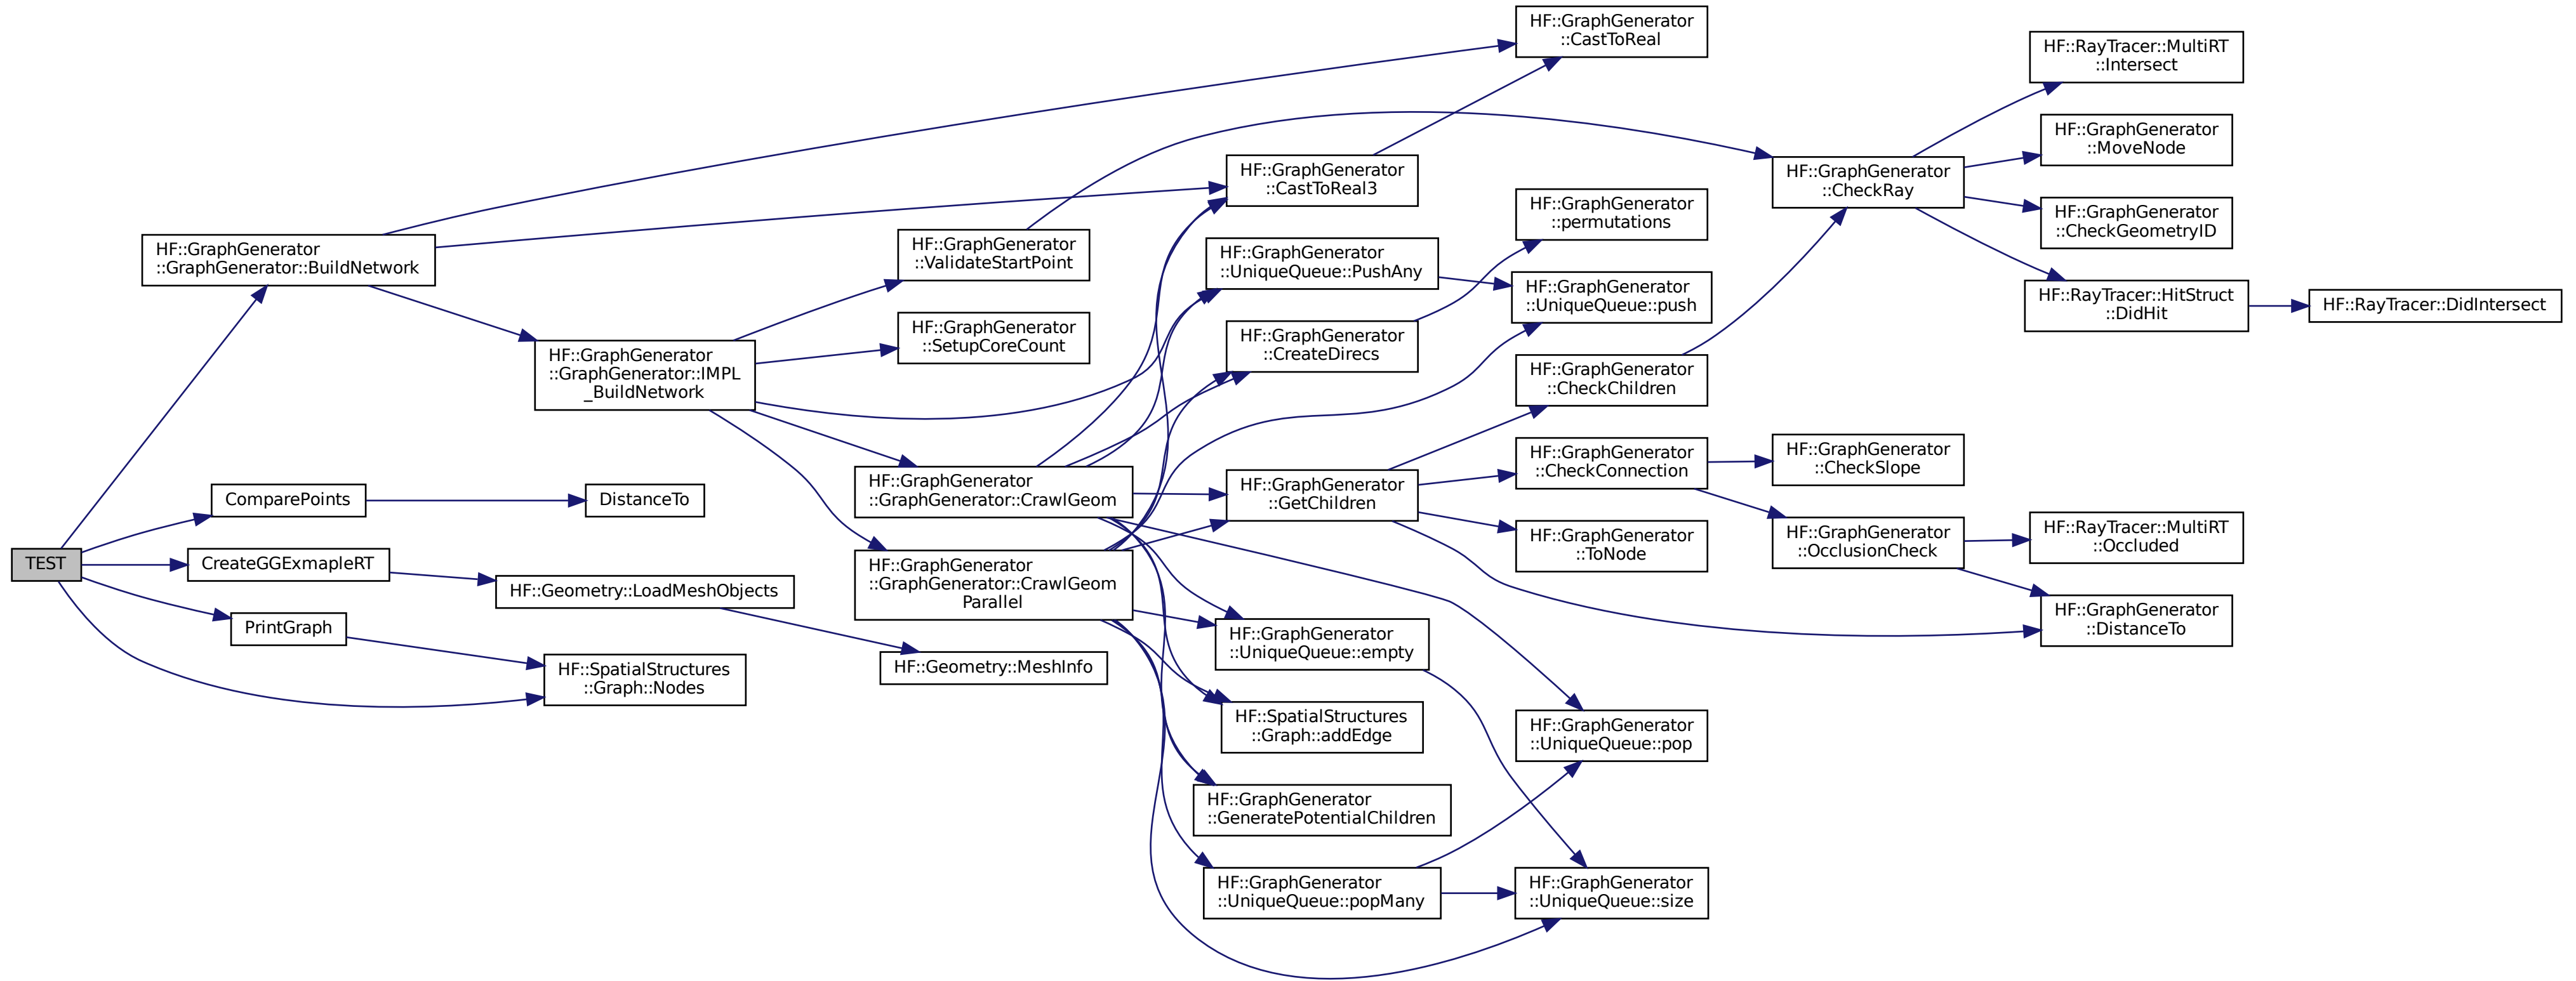 TEST
HF::GraphGenerator
::GraphGenerator::BuildNetwork
ComparePoints
CreateGGExmapleRT
PrintGraph
HF::GraphGenerator
::GraphGenerator::IMPL
_BuildNetwork
DistanceTo
HF::Geometry::LoadMeshObjects
HF::SpatialStructures
::Graph::Nodes
HF::GraphGenerator
::ValidateStartPoint
HF::GraphGenerator
::SetupCoreCount
HF::GraphGenerator
::GraphGenerator::CrawlGeom
HF::GraphGenerator
::GraphGenerator::CrawlGeom
Parallel
HF::Geometry::MeshInfo
HF::GraphGenerator
::CastToReal3
HF::GraphGenerator
::UniqueQueue::PushAny
HF::GraphGenerator
::CreateDirecs
HF::GraphGenerator
::GetChildren
HF::GraphGenerator
::UniqueQueue::empty
HF::SpatialStructures
::Graph::addEdge
HF::GraphGenerator
::GeneratePotentialChildren
HF::GraphGenerator
::UniqueQueue::popMany
HF::GraphGenerator
::CastToReal
HF::GraphGenerator
::permutations
HF::GraphGenerator
::UniqueQueue::push
HF::GraphGenerator
::CheckChildren
HF::GraphGenerator
::CheckConnection
HF::GraphGenerator
::ToNode
HF::GraphGenerator
::UniqueQueue::pop
HF::GraphGenerator
::UniqueQueue::size
HF::GraphGenerator
::CheckRay
HF::GraphGenerator
::CheckSlope
HF::GraphGenerator
::OcclusionCheck
HF::RayTracer::MultiRT
::Intersect
HF::GraphGenerator
::MoveNode
HF::GraphGenerator
::CheckGeometryID
HF::RayTracer::HitStruct
::DidHit
HF::RayTracer::MultiRT
::Occluded
HF::GraphGenerator
::DistanceTo
HF::RayTracer::DidIntersect